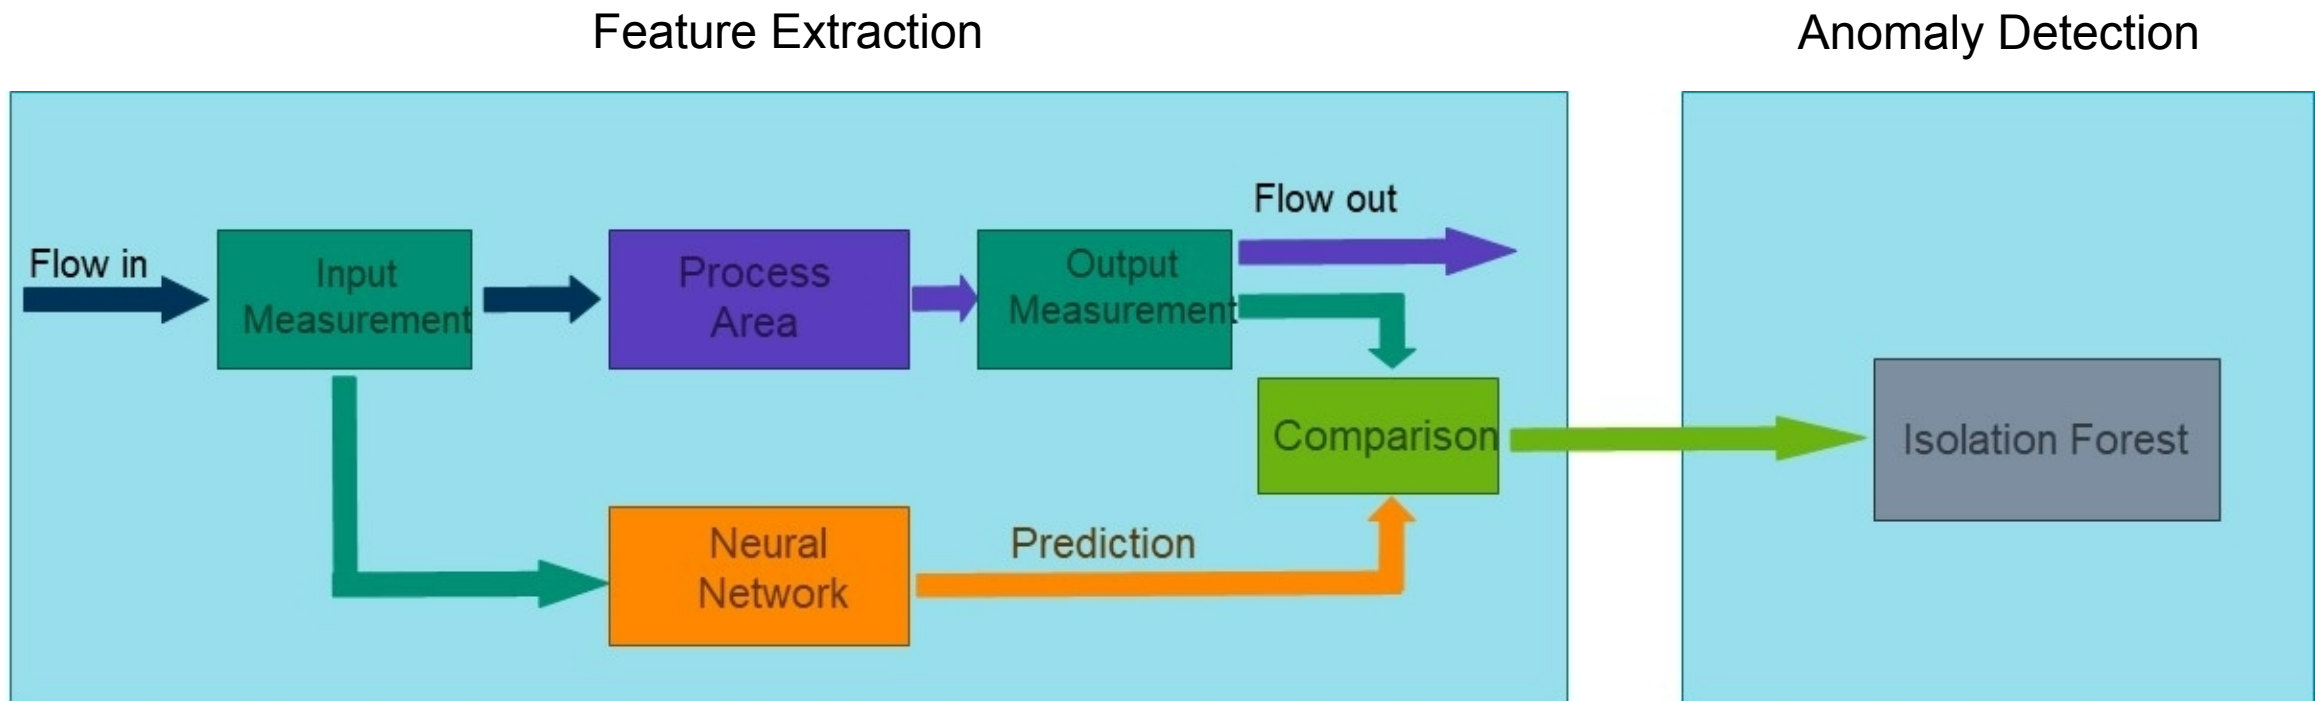 Feature Extraction
Anomaly Detection
Flow in
Input
Measurement
Process
Area
Output
Measurement
Flow out
Comparison
Isolation Forest
Neural
Network
Prediction